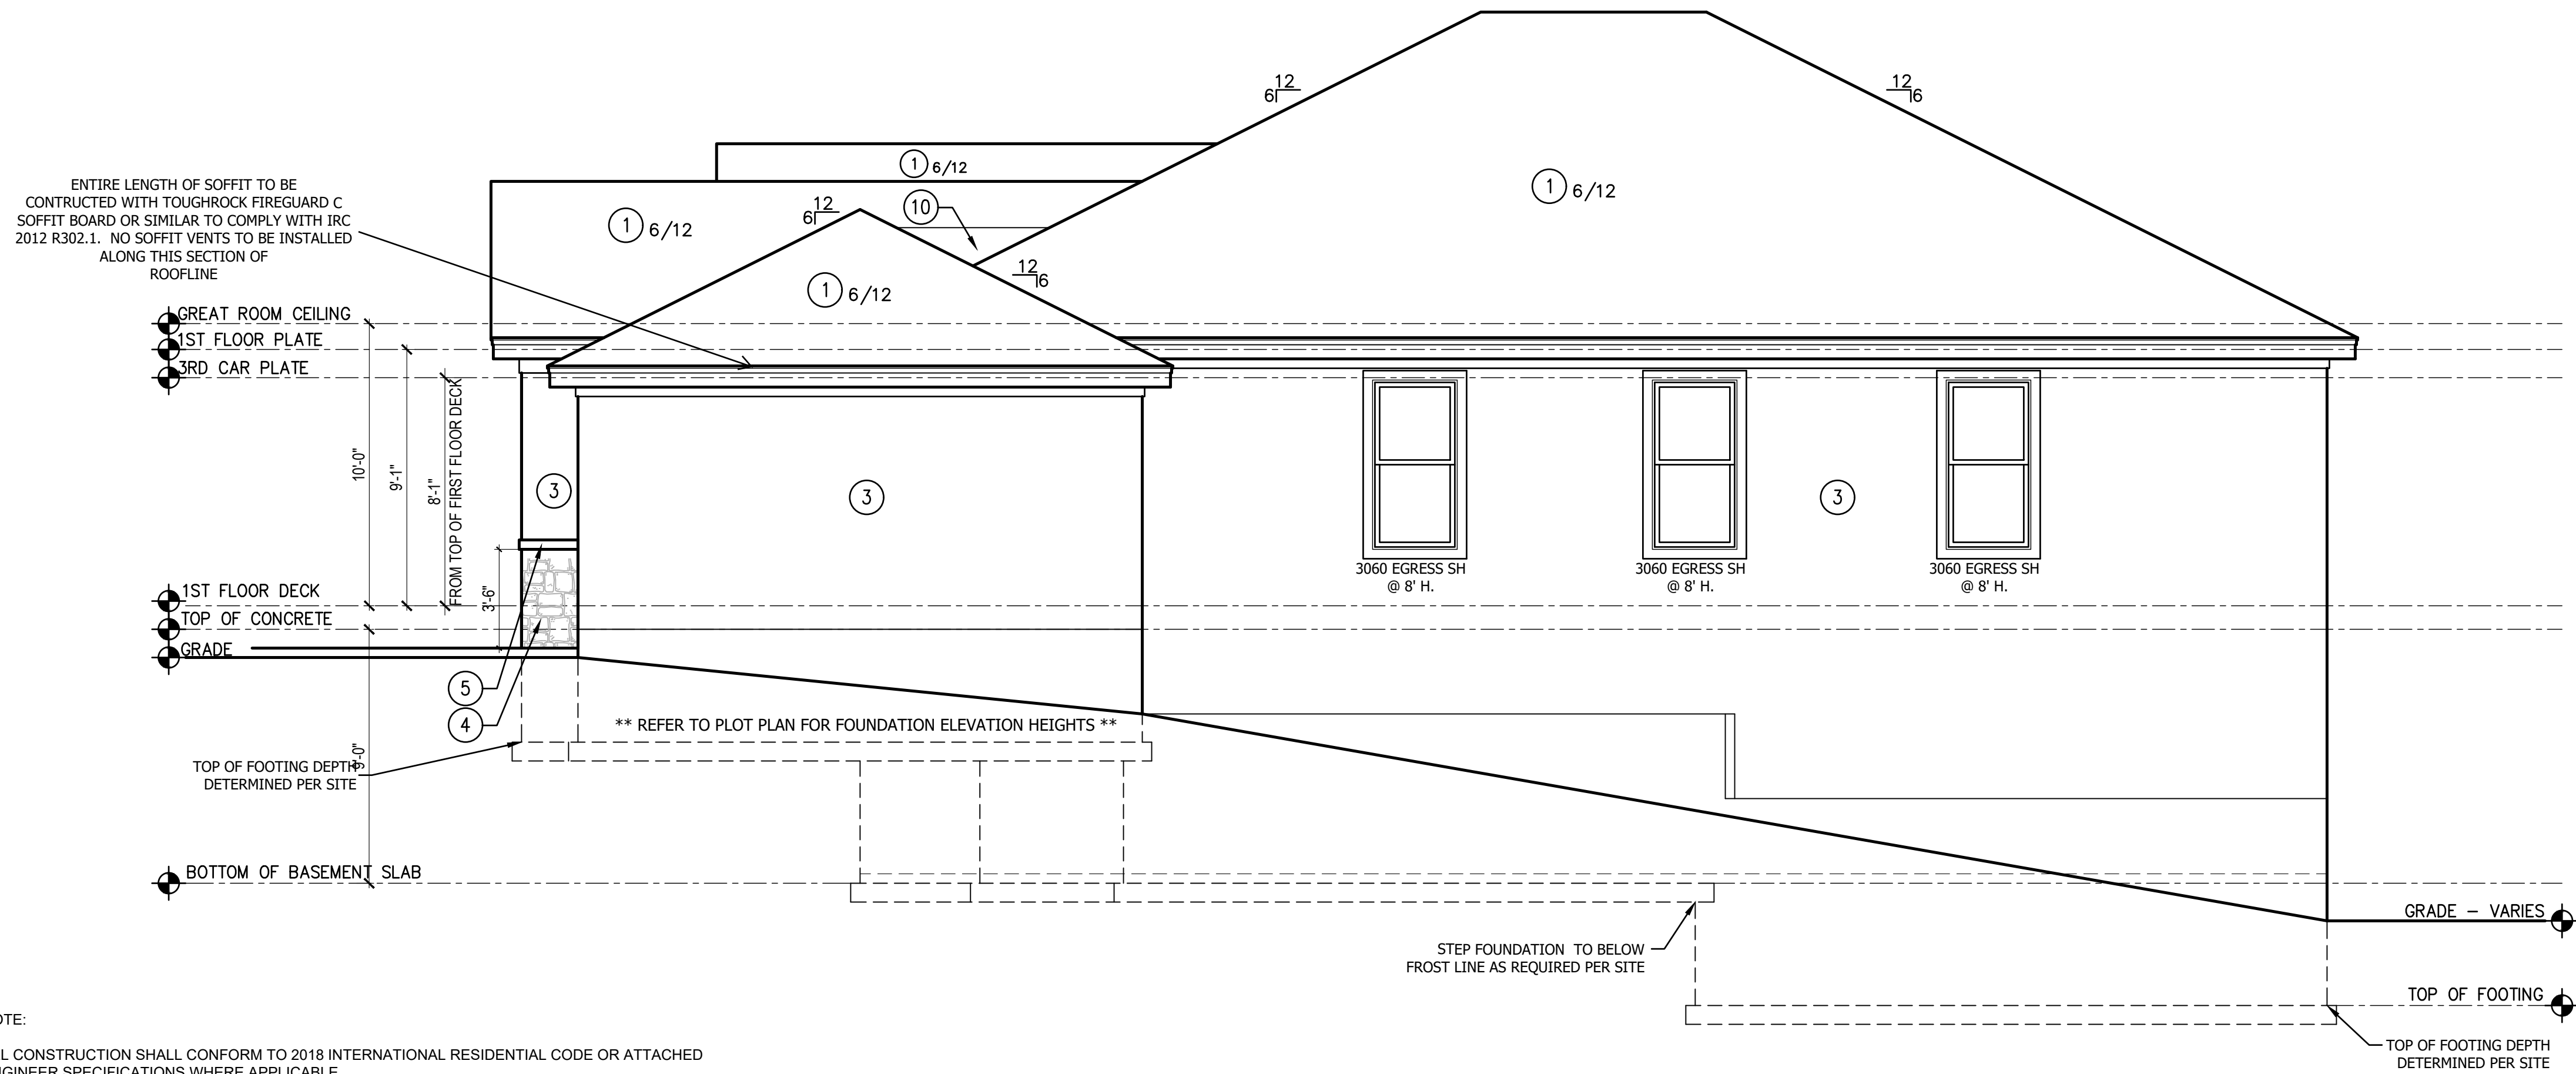 12
6
12
6
1 6/12
ENTIRE LENGTH OF SOFFIT TO BE
CONTRUCTED WITH TOUGHROCK FIREGUARD C
SOFFIT BOARD OR SIMILAR TO COMPLY WITH IRC
2012 R302.1. NO SOFFIT VENTS TO BE INSTALLED
ALONG THIS SECTION OF
ROOFLINE
1 6/12
12
6
10
1 6/12
12
6
1 6/12
GREAT ROOM CEILING
1ST FLOOR PLATE
3RD CAR PLATE
10'-0"
9'-1"
8'-1"
FROM TOP OF FIRST FLOOR DECK
3
3
3
3060 EGRESS SH
@ 8' H.
3060 EGRESS SH
@ 8' H.
3060 EGRESS SH
@ 8' H.
3'-6"
1ST FLOOR DECK
TOP OF CONCRETE
GRADE
5
4
** REFER TO PLOT PLAN FOR FOUNDATION ELEVATION HEIGHTS **
9'-0"
TOP OF FOOTING DEPTH
DETERMINED PER SITE
BOTTOM OF BASEMENT SLAB
GRADE - VARIES
STEP FOUNDATION TO BELOW
FROST LINE AS REQUIRED PER SITE
TOP OF FOOTING
TOP OF FOOTING DEPTH
DETERMINED PER SITE
OTE:
L CONSTRUCTION SHALL CONFORM TO 2018 INTERNATIONAL RESIDENTIAL CODE OR ATTACHED
NGINEER SPECIFICATIONS WHERE APPLICABLE